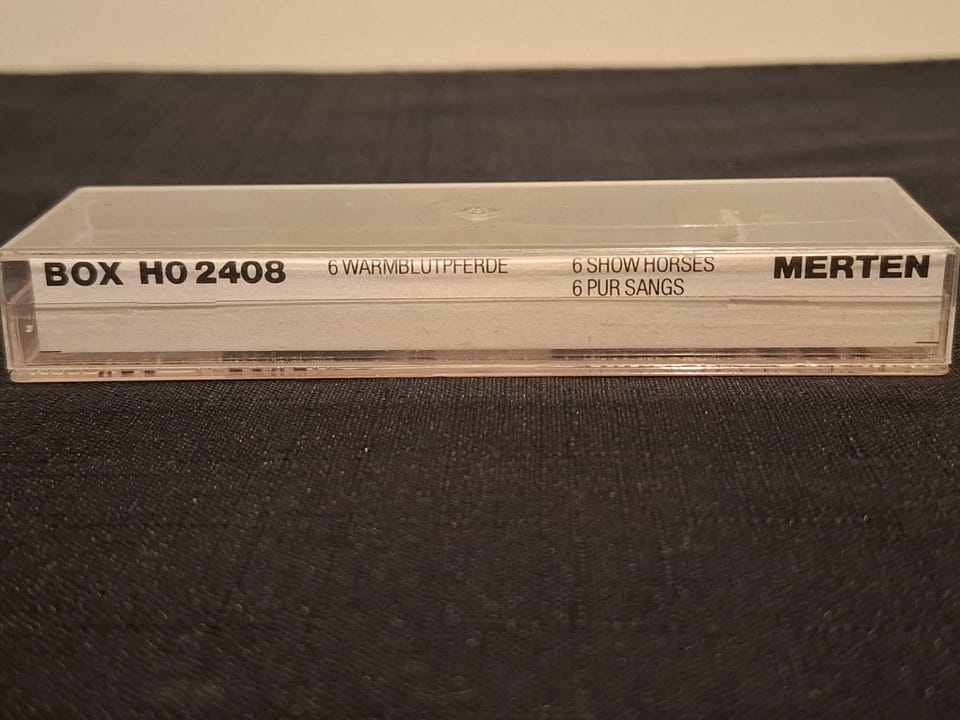 BOX H0 2408 6 WARMBLUTPFERDE 6 SHOW HORSES MERTEN
6 PUR SANGS